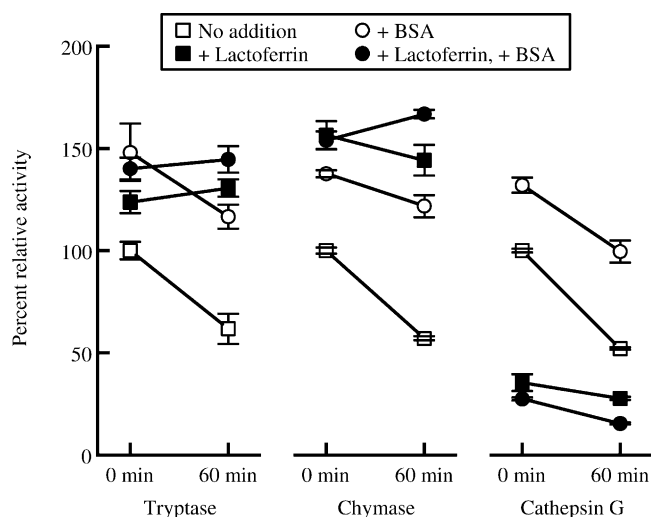 No addition
+ BSA
+ Lactoferrin
+ Lactoferrin, + BSA
200
150
100
50
0
Percent relative activity
0 min
60 min
0 min
60 min
0 min
60 min
Tryptase
Chymase
Cathepsin G